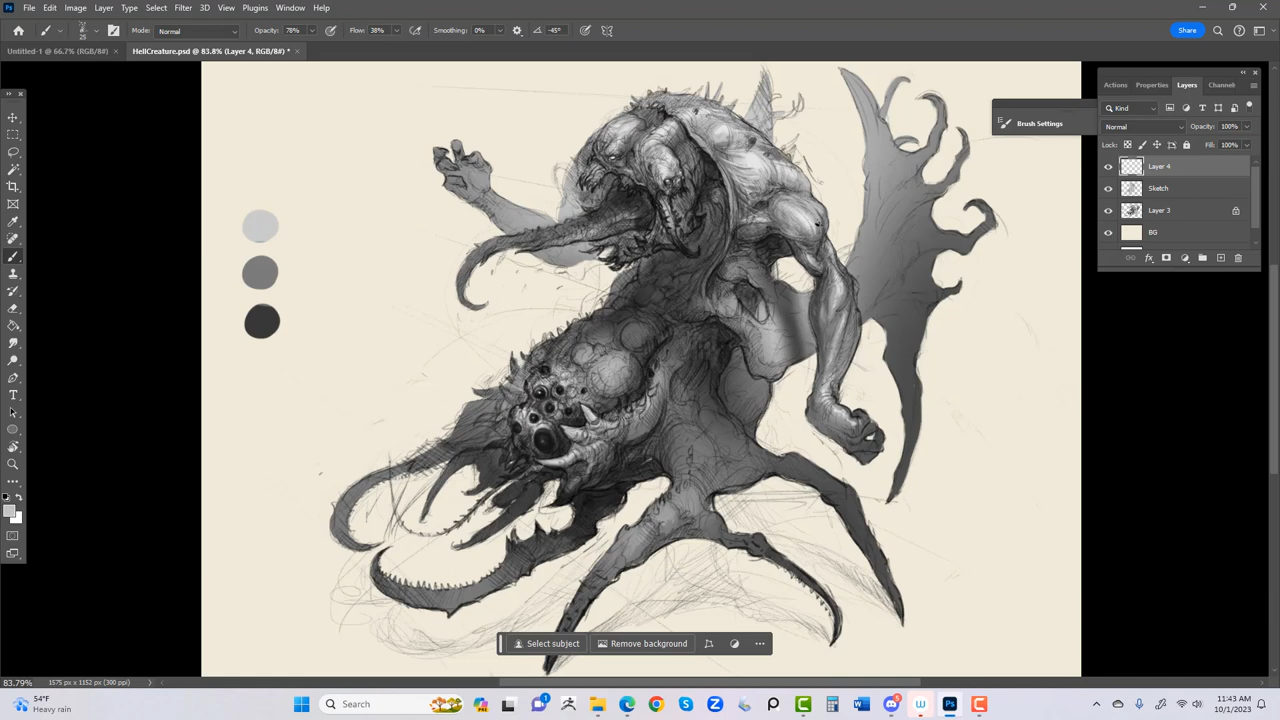 Ps File Edit Image Layer Type Select Filter 3D View Plugins Window Help
25 Mode: Normal Opacity: 78% Flow: 38% Smoothing: 0% -45° Share
Untitled-1 @ 66.7% (RGB/8#) × HellCreature.psd @ 83.8% (Layer 4, RGB/8#) * ×
Actions Properties Layers Channel
Kind
Brush Settings
Normal Opacity: 100%
Lock: Fill: 100%
Layer 4
Sketch
Layer 3
BG
Select subject Remove background
83.79% 1575 px x 1152 px (300 ppi)
54°F
Heavy rain
Search
11:43 AM
10/1/2023